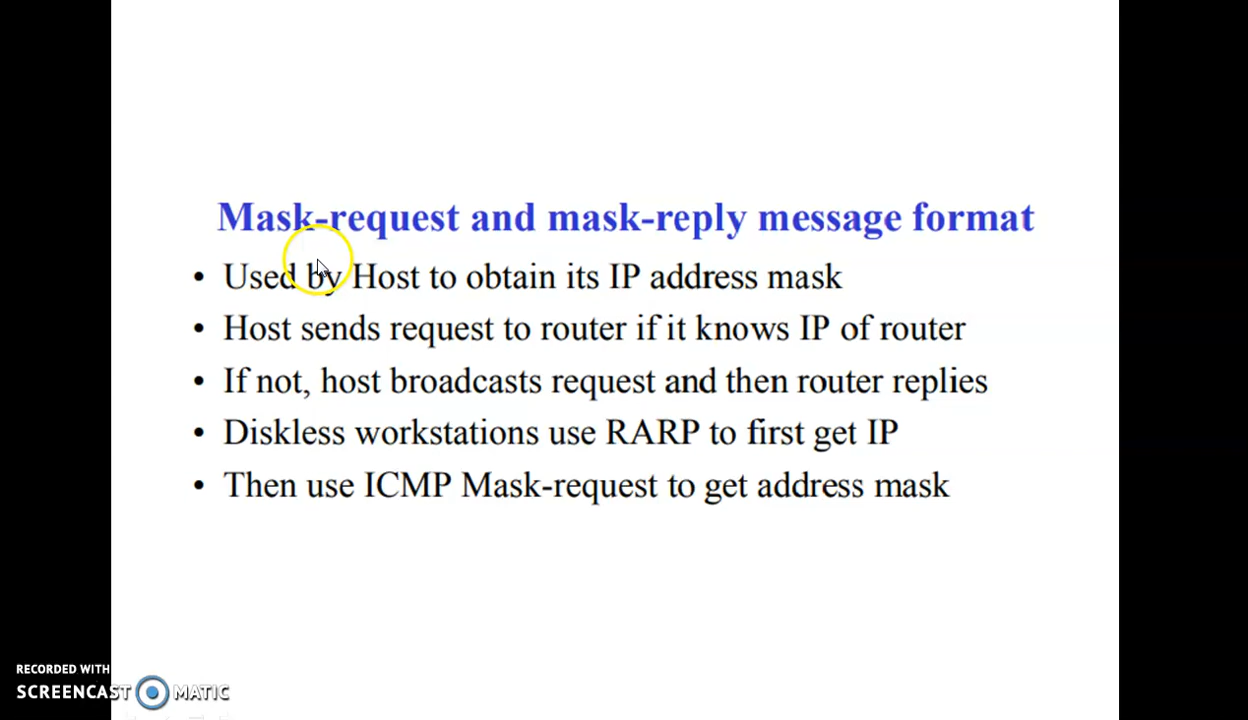 Mask-request and mask-reply message format
• Used by Host to obtain its IP address mask
• Host sends request to router if it knows IP of router
• If not, host broadcasts request and then router replies
• Diskless workstations use RARP to first get IP
• Then use ICMP Mask-request to get address mask
RECORDED WITH
SCREENCAST MATIC